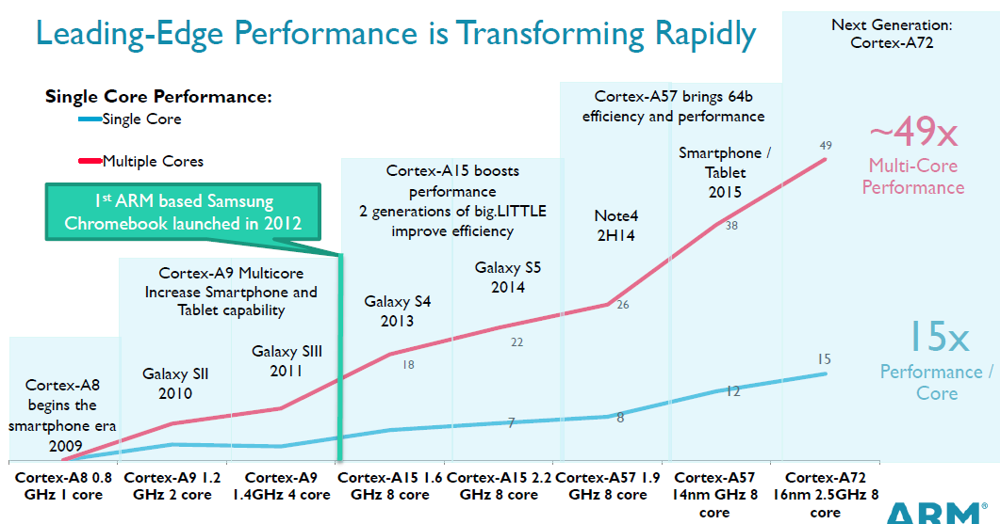 Leading-Edge Performance is Transforming Rapidly
Next Generation:
Cortex-A72
Single Core Performance:
Single Core
Multiple Cores
1st ARM based Samsung
Chromebook launched in 2012
Cortex-A8
begins the
smartphone era
2009
Cortex-A9 Multicore
Increase Smartphone and
Tablet capability
Galaxy SII
2010
Galaxy SIII
2011
Cortex-A15 boosts
performance
2 generations of big.LITTLE
improve efficiency
Galaxy S4
2013
Galaxy S5
2014
Cortex-A57 brings 64b
efficiency and performance
Note4
2H14
Smartphone /
Tablet
2015
18
22
26
38
49
7
8
12
15
~49x
Multi-Core
Performance
15x
Performance /
Core
Cortex-A8 0.8
GHz 1 core
Cortex-A9 1.2
GHz 2 core
Cortex-A9
1.4GHz 4 core
Cortex-A15 1.6
GHz 8 core
Cortex-A15 2.2
GHz 8 core
Cortex-A57 1.9
GHz 8 core
Cortex-A57
14nm GHz 8
core
Cortex-A72
16nm 2.5GHz 8
core
ARM®